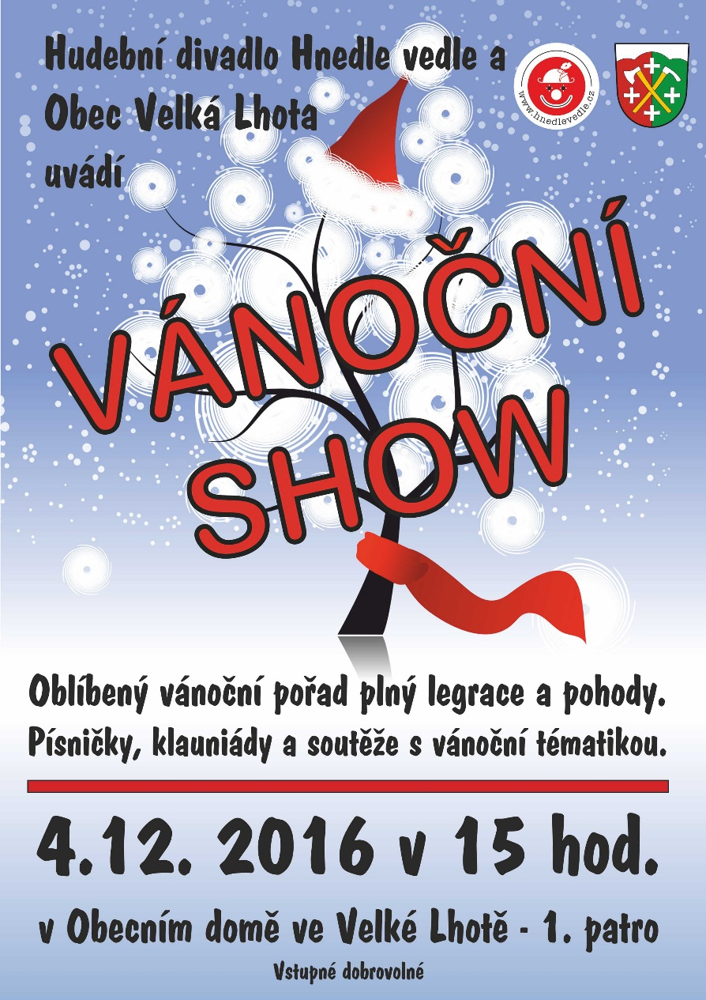 Hudební divadlo Hnedle vedle a
Obec Velká Lhota
uvádí
www.hnedlevedle.cz
VÁNOČNÍ
SHOW
Oblíbený vánoční pořad plný legrace a pohody.
Písničky, klauniády a soutěže s vánoční tématikou.
4.12. 2016 v 15 hod.
v Obecním domě ve Velké Lhotě - 1. patro
Vstupné dobrovolné